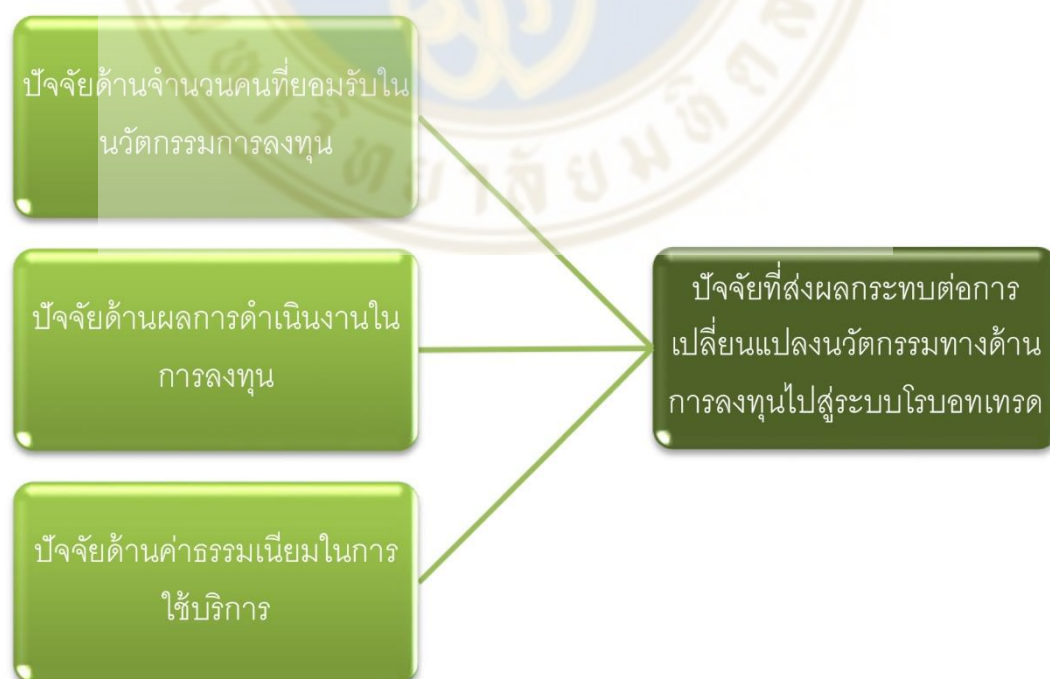 ปัจจัยด้านจำนวนคนที่ยอมรับใน
นวัตกรรมการลงทุน
ปัจจัยด้านผลการดำเนินงานใน
การลงทุน
ปัจจัยด้านค่าธรรมเนียมในการ
ใช้บริการ
ปัจจัยที่ส่งผลกระทบต่อการ
เปลี่ยนแปลงนวัตกรรมทางด้าน
การลงทุนไปสู่ระบบโรบอทเทรด